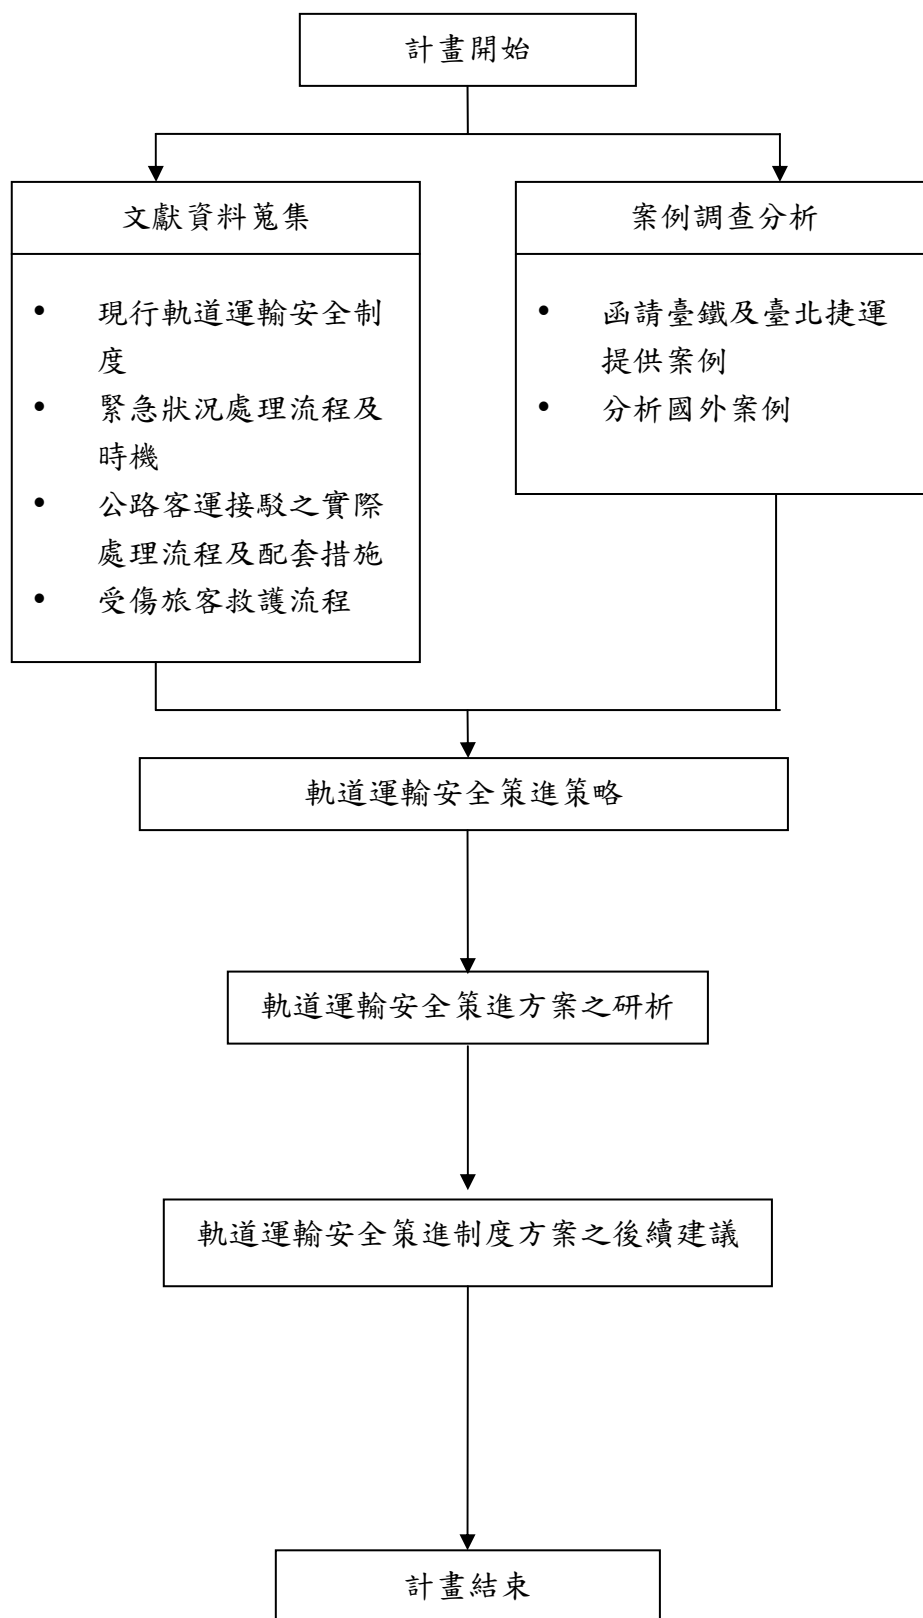 計畫開始
文獻資料蒐集
• 現行軌道運輸安全制
度
• 緊急狀況處理流程及
時機
• 公路客運接駁之實際
處理流程及配套措施
• 受傷旅客救護流程
案例調查分析
• 函請臺鐵及臺北捷運
提供案例
• 分析國外案例
軌道運輸安全策進策略
軌道運輸安全策進方案之研析
軌道運輸安全策進制度方案之後續建議
計畫結束